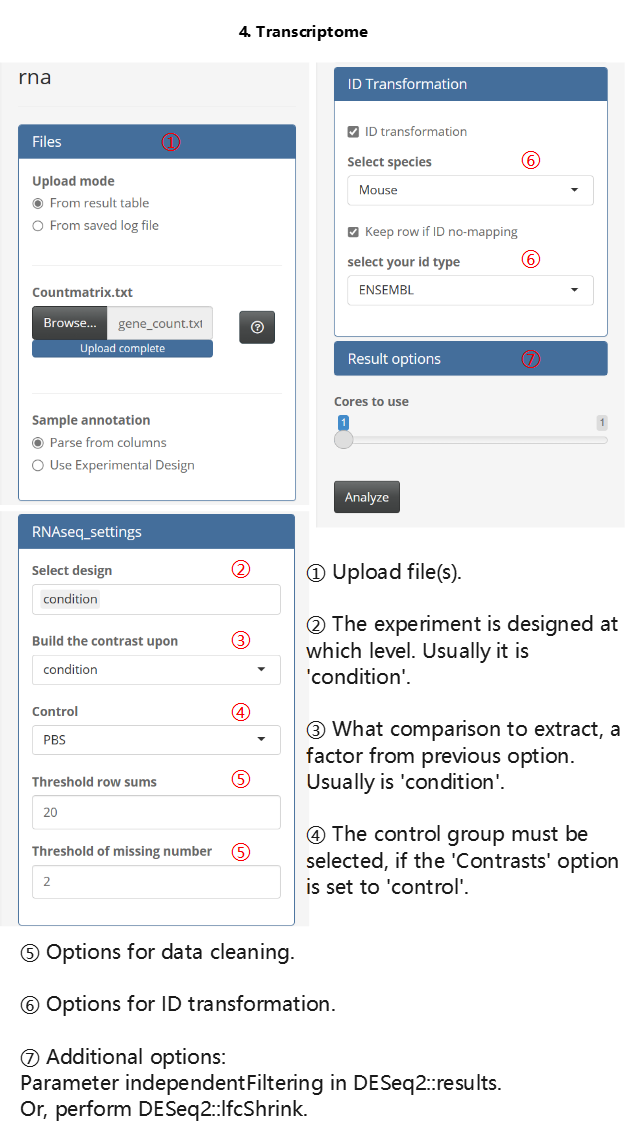 4. Transcriptome
rna
Files ①
Upload mode
From result table
From saved log file
Countmatrix.txt
Browse... gene_count.txt
Upload complete
Sample annotation
Parse from columns
Use Experimental Design
ID Transformation
ID transformation
Select species ⑥
Mouse
Keep row if ID no-mapping
select your id type ⑥
ENSEMBL
Result options ⑦
Cores to use
1 1
Analyze
RNAseq_settings
Select design ②
condition
Build the contrast upon ③
condition
Control ④
PBS
Threshold row sums ⑤
20
Threshold of missing number ⑤
2
① Upload file(s).
② The experiment is designed at
which level. Usually it is
'condition'.
③ What comparison to extract, a
factor from previous option.
Usually is 'condition'.
④ The control group must be
selected, if the 'Contrasts' option
is set to 'control'.
⑤ Options for data cleaning.
⑥ Options for ID transformation.
⑦ Additional options:
Parameter independentFiltering in DESeq2::results.
Or, perform DESeq2::lfcShrink.